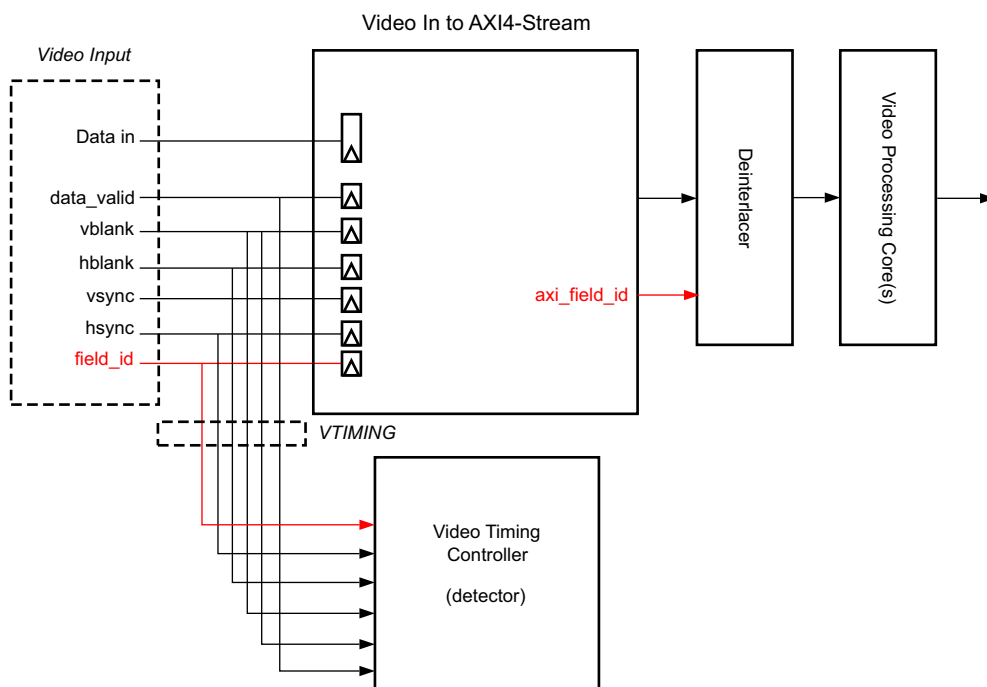 Video In to AXI4-Stream
Video Input
Data in
data_valid
vblank
hblank
vsync
hsync
field_id
axi_field_id
Deinterlacer
Video Processing Core(s)
VTIMING
Video Timing
Controller
(detector)